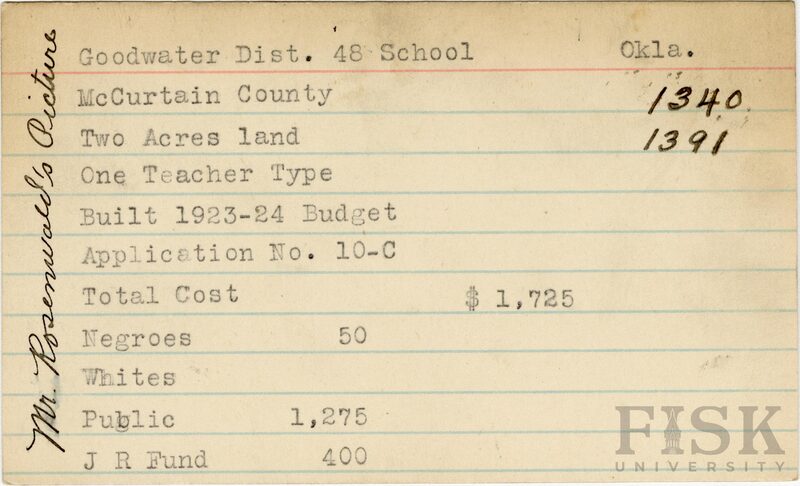 Goodwater Dist. 48 School Okla.
McCurtain County 1340
Two Acres land 1391
One Teacher Type
Built 1923-24 Budget
Application No. 10-C
Total Cost $ 1,725
Negroes 50
Whites
Public 1,275
J R Fund 400
Mr. Rosenwald's Picture
FISK
UNIVERSITY